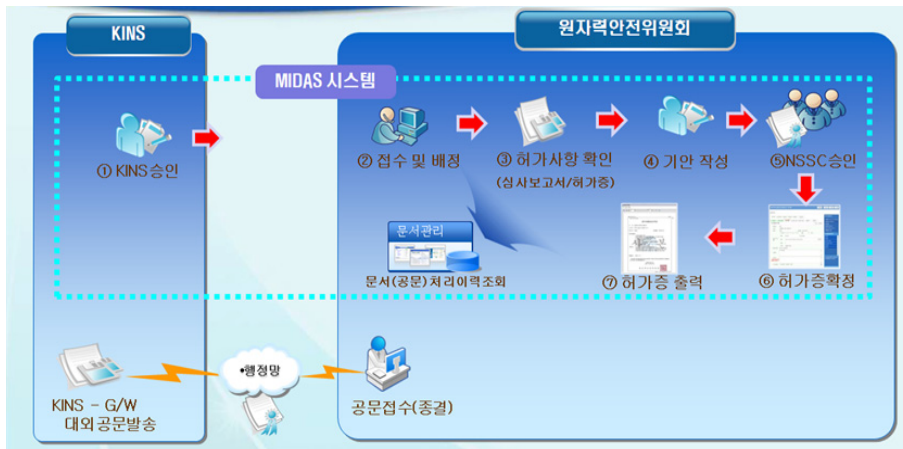 KINS
원자력안전위원회
MIDAS 시스템
① KINS승인
② 접수 및 배정
③ 허가사항 확인
(심사보고서/허가증)
④ 기안 작성
⑤NSSC승인
문서관리
문서(공문)처리이력조회
⑦ 허가증 출력
⑥ 허가증확정
•행정망
KINS - G/W
대외공문발송
공문접수(종결)